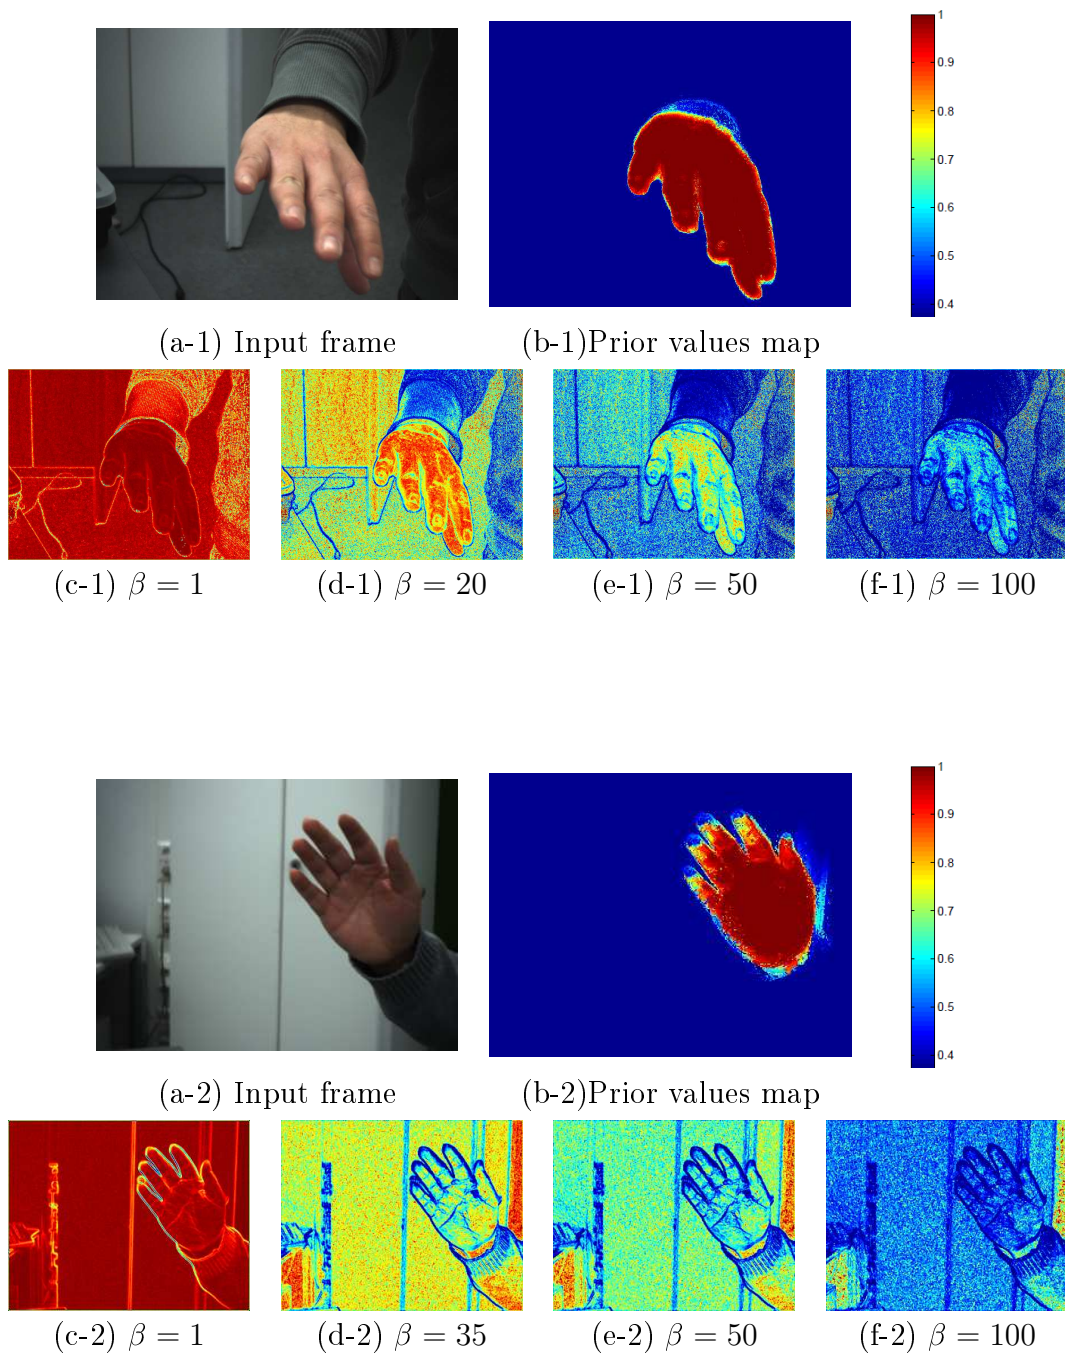 1
0.9
0.8
0.7
0.6
0.5
0.4
(a-1) Input frame
(b-1)Prior values map
(c-1) β = 1
(d-1) β = 20
(e-1) β = 50
(f-1) β = 100
1
0.9
0.8
0.7
0.6
0.5
0.4
(a-2) Input frame
(b-2)Prior values map
(c-2) β = 1
(d-2) β = 35
(e-2) β = 50
(f-2) β = 100